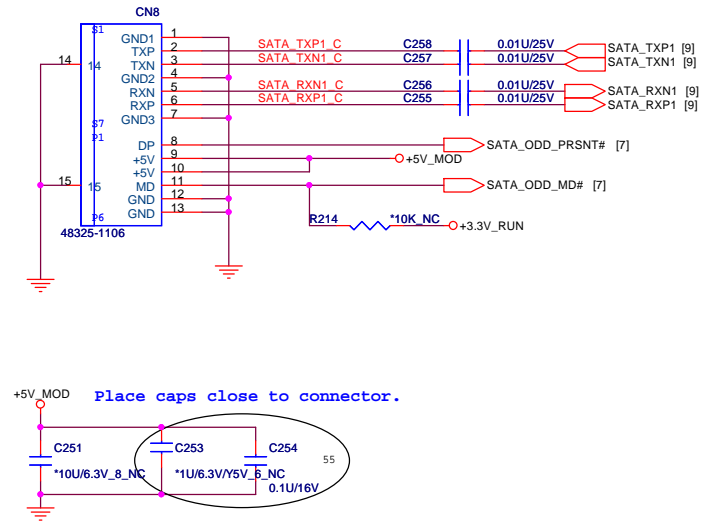 CN8
S1
GND1 1
TXP 2 SATA_TXP1_C C258 0.01U/25V SATA_TXP1 [9]
14 14 TXN 3 SATA_TXN1_C C257 0.01U/25V SATA_TXN1 [9]
GND2 4
RXN 5 SATA_RXN1_C C256 0.01U/25V SATA_RXN1 [9]
RXP 6 SATA_RXP1_C C255 0.01U/25V SATA_RXP1 [9]
S7 GND3 7
P1
DP 8 SATA_ODD_PRSNT# [7]
+5V 9 +5V_MOD
+5V 10
15 15 MD 11 SATA_ODD_MD# [7]
GND 12
P6 GND 13
R214 *10K_NC +3.3V_RUN
48325-1106
+5V_MOD Place caps close to connector.
C251 C253 C254 55
*10U/6.3V_8_NC *1U/6.3V/Y5V_6_NC
0.1U/16V